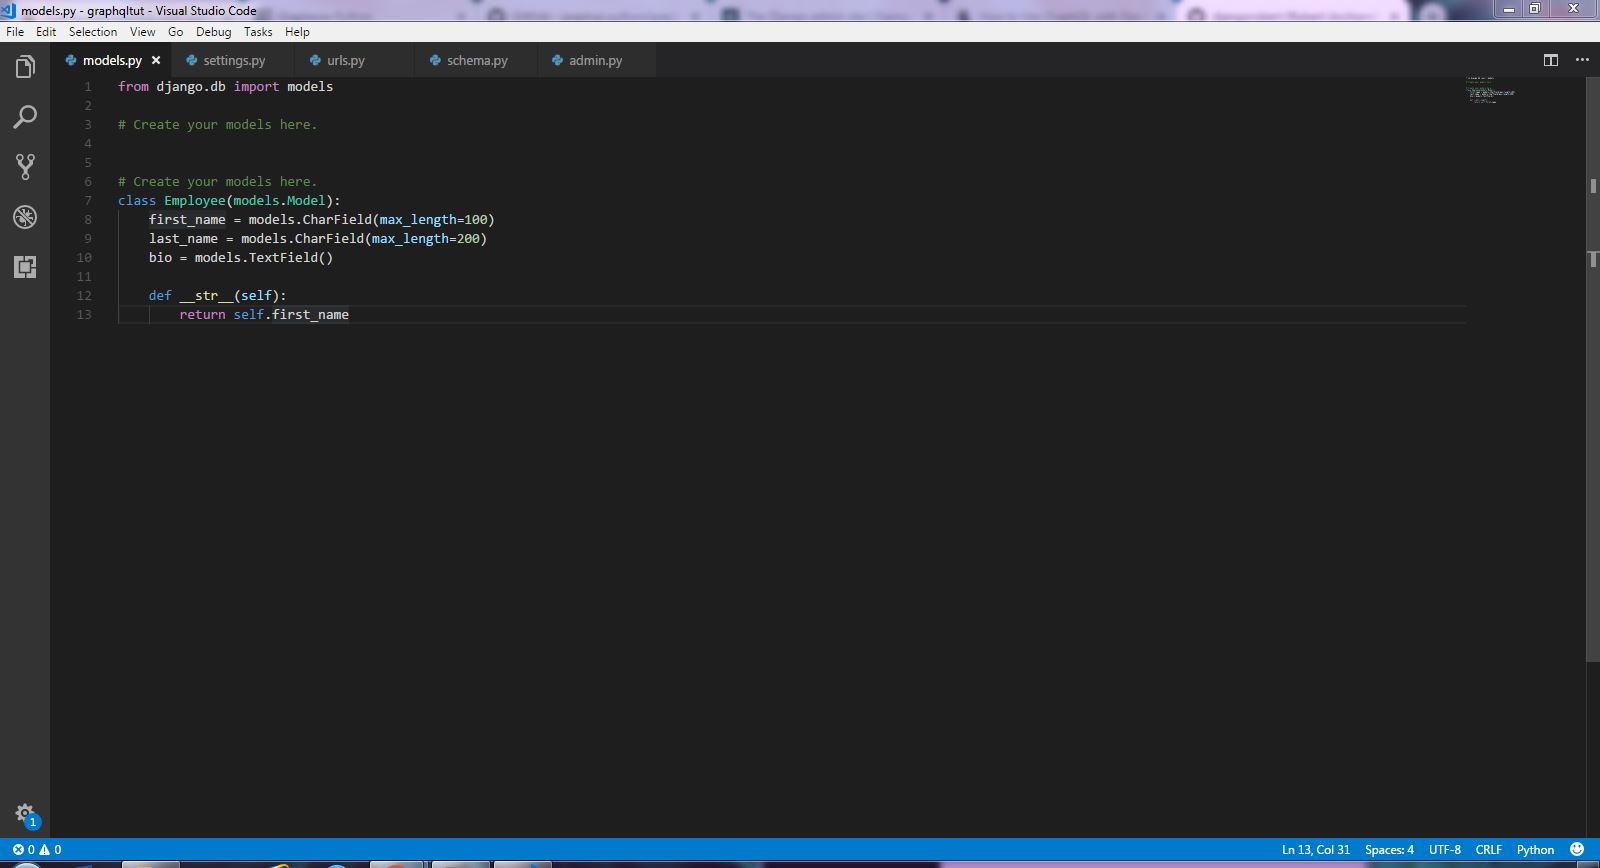 models.py - graphqltut - Visual Studio Code
File Edit Selection View Go Debug Tasks Help
models.py settings.py urls.py schema.py admin.py
1 from django.db import models
2
3 # Create your models here.
4
5
6 # Create your models here.
7 class Employee(models.Model):
8 first_name = models.CharField(max_length=100)
9 last_name = models.CharField(max_length=200)
10 bio = models.TextField()
11
12 def __str__(self):
13 return self.first_name
1
0 0 Ln 13, Col 31 Spaces: 4 UTF-8 CRLF Python